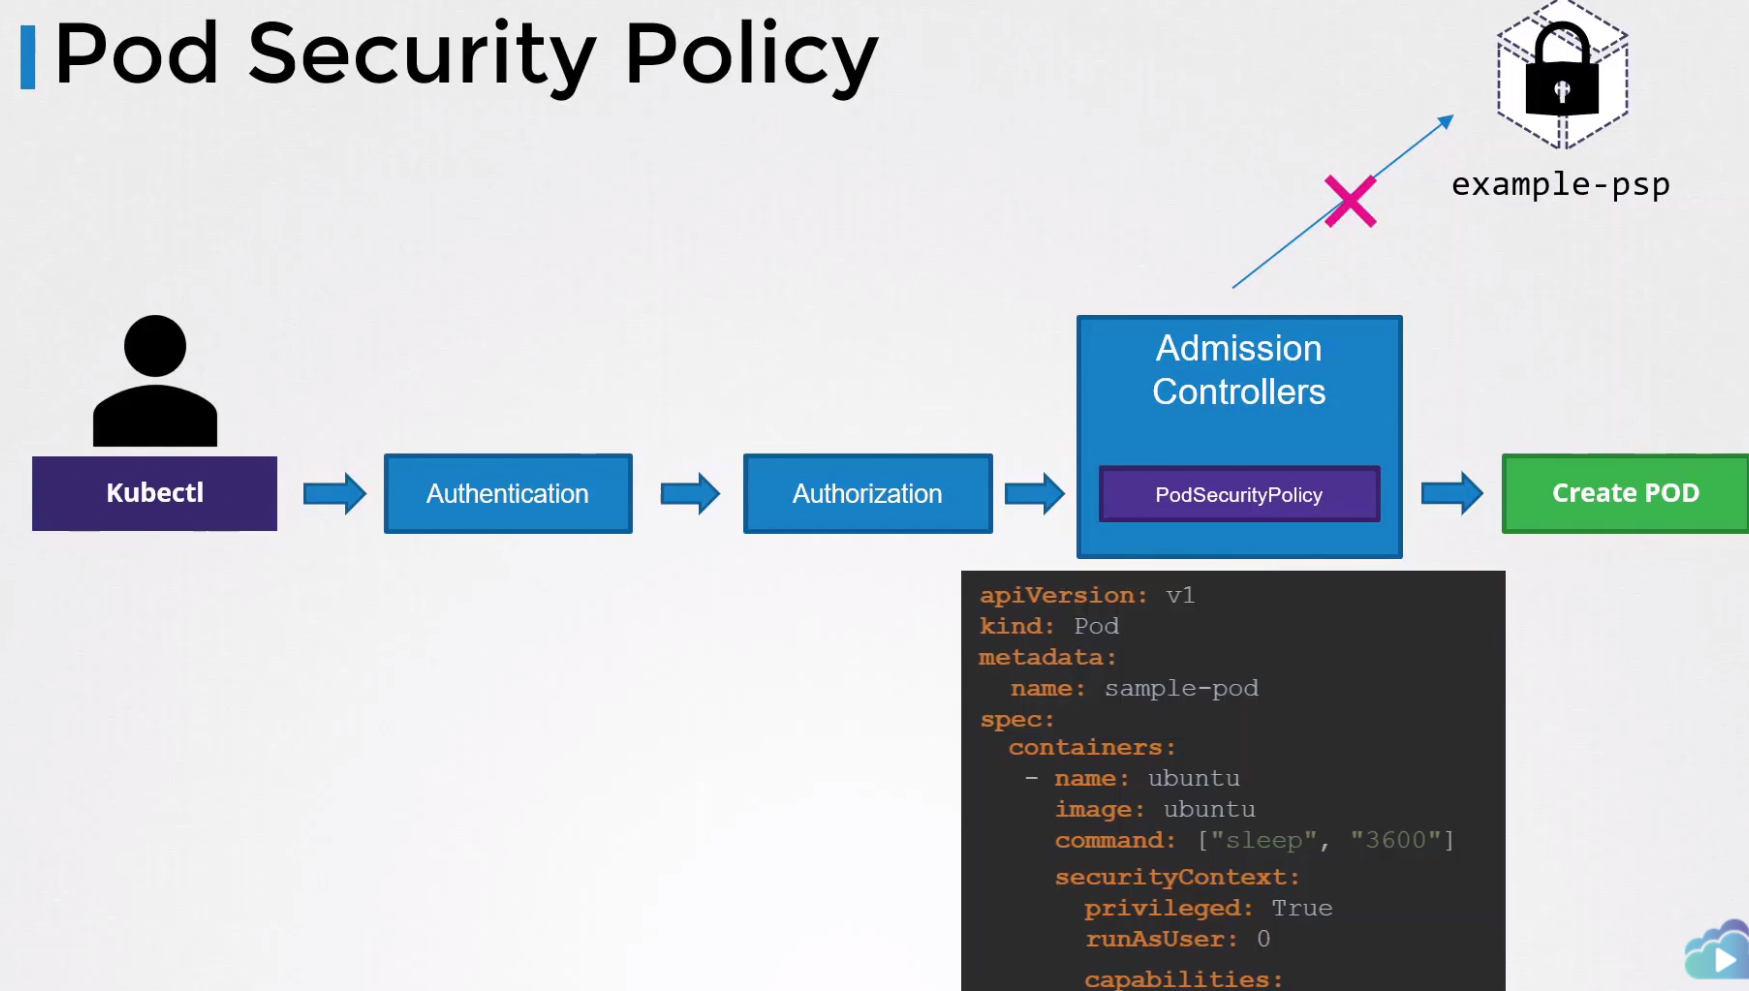 Pod Security Policy
example-psp
Kubectl
Authentication
Authorization
Admission
Controllers
PodSecurityPolicy
Create POD
apiVersion: v1
kind: Pod
metadata:
  name: sample-pod
spec:
  containers:
   - name: ubuntu
     image: ubuntu
     command: ["sleep", "3600"]
     securityContext:
       privileged: True
       runAsUser: 0
       capabilities: